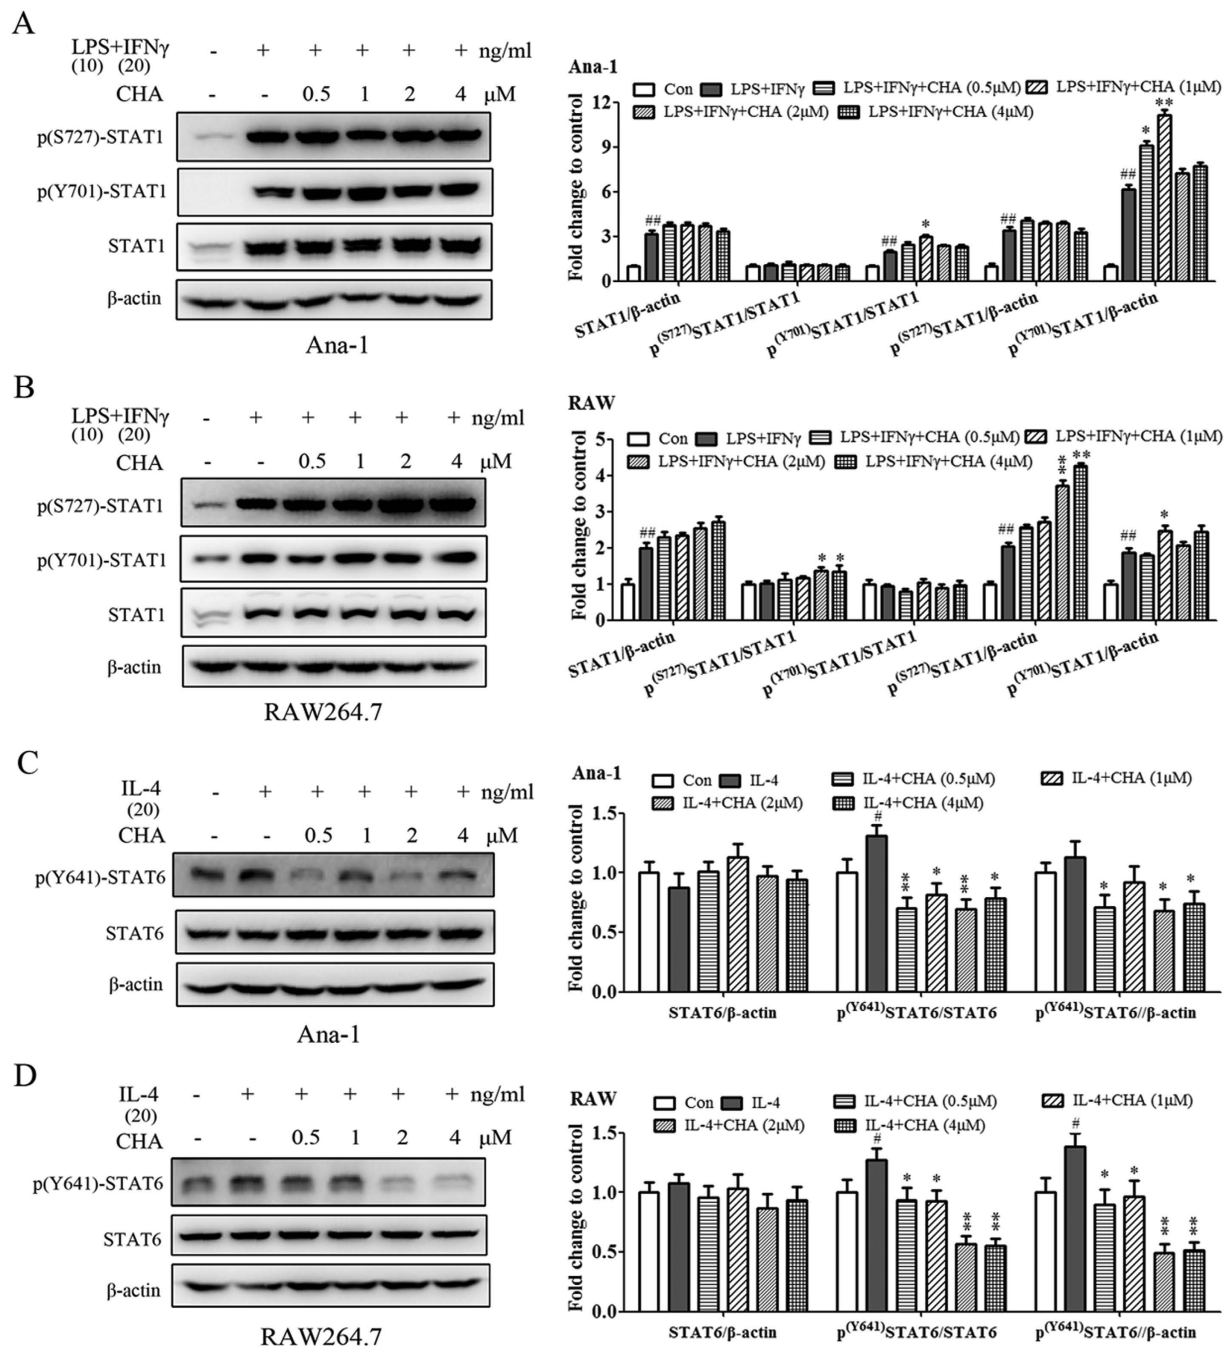 A
LPS+IFNγ - + + + + + ng/ml
(10) (20)
CHA - - 0.5 1 2 4 μM
p(S727)-STAT1
p(Y701)-STAT1
STAT1
β-actin
Ana-1
Ana-1
Con LPS+IFNγ LPS+IFNγ+CHA (0.5μM) LPS+IFNγ+CHA (1μM)
LPS+IFNγ+CHA (2μM) LPS+IFNγ+CHA (4μM)
Fold change to control
12
9
6
3
0
## ## * ## ## * **
STAT1/β-actin
p(S727)STAT1/STAT1
p(Y701)STAT1/STAT1
p(S727)STAT1/β-actin
p(Y701)STAT1/β-actin
B
LPS+IFNγ - + + + + + ng/ml
(10) (20)
CHA - - 0.5 1 2 4 μM
p(S727)-STAT1
p(Y701)-STAT1
STAT1
β-actin
RAW264.7
RAW
Con LPS+IFNγ LPS+IFNγ+CHA (0.5μM) LPS+IFNγ+CHA (1μM)
LPS+IFNγ+CHA (2μM) LPS+IFNγ+CHA (4μM)
Fold change to control
5
4
3
2
1
0
## * * ## ** ** ## *
STAT1/β-actin
p(S727)STAT1/STAT1
p(Y701)STAT1/STAT1
p(S727)STAT1/β-actin
p(Y701)STAT1/β-actin
C
IL-4 - + + + + + ng/ml
(20)
CHA - - 0.5 1 2 4 μM
p(Y641)-STAT6
STAT6
β-actin
Ana-1
Ana-1
Con IL-4 IL-4+CHA (0.5μM) IL-4+CHA (1μM)
IL-4+CHA (2μM) IL-4+CHA (4μM)
Fold change to control
1.5
1.0
0.5
0.0
# ** * ** * * * *
STAT6/β-actin
p(Y641)STAT6/STAT6
p(Y641)STAT6//β-actin
D
IL-4 - + + + + + ng/ml
(20)
CHA - - 0.5 1 2 4 μM
p(Y641)-STAT6
STAT6
β-actin
RAW264.7
RAW
Con IL-4 IL-4+CHA (0.5μM) IL-4+CHA (1μM)
IL-4+CHA (2μM) IL-4+CHA (4μM)
Fold change to control
1.5
1.0
0.5
0.0
# * * ** ** # * * ** **
STAT6/β-actin
p(Y641)STAT6/STAT6
p(Y641)STAT6//β-actin